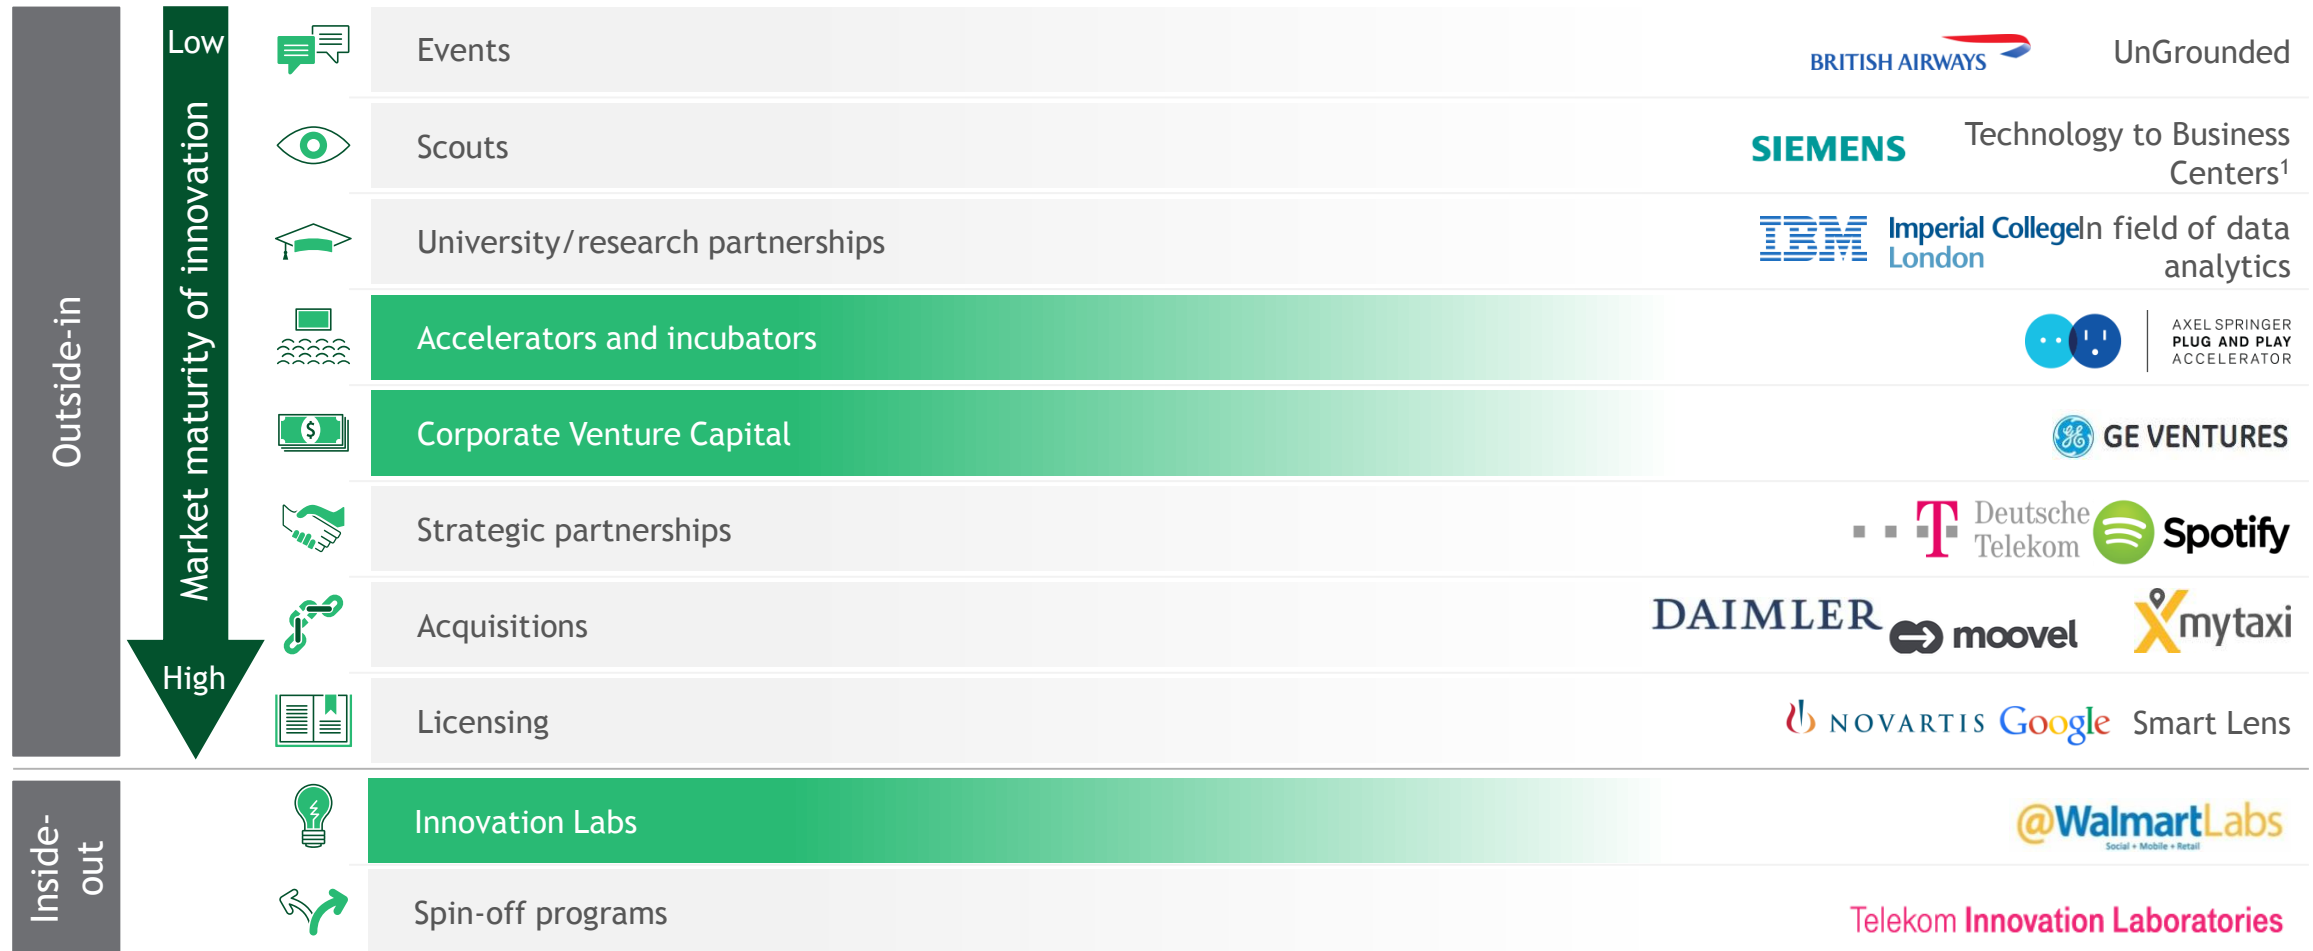 Outside-in
Low
Market maturity of innovation
High
Events
BRITISH AIRWAYS
UnGrounded
Scouts
SIEMENS
Technology to Business
Centers¹
University/research partnerships
IBM
Imperial College
London
In field of data
analytics
Accelerators and incubators
AXEL SPRINGER
PLUG AND PLAY
ACCELERATOR
$
Corporate Venture Capital
GE VENTURES
Strategic partnerships
T
Deutsche
Telekom
Spotify
Acquisitions
DAIMLER
moovel
mytaxi
Licensing
NOVARTIS
Google
Smart Lens
Inside-
out
Innovation Labs
@WalmartLabs
Social + Mobile + Retail
Spin-off programs
Telekom Innovation Laboratories